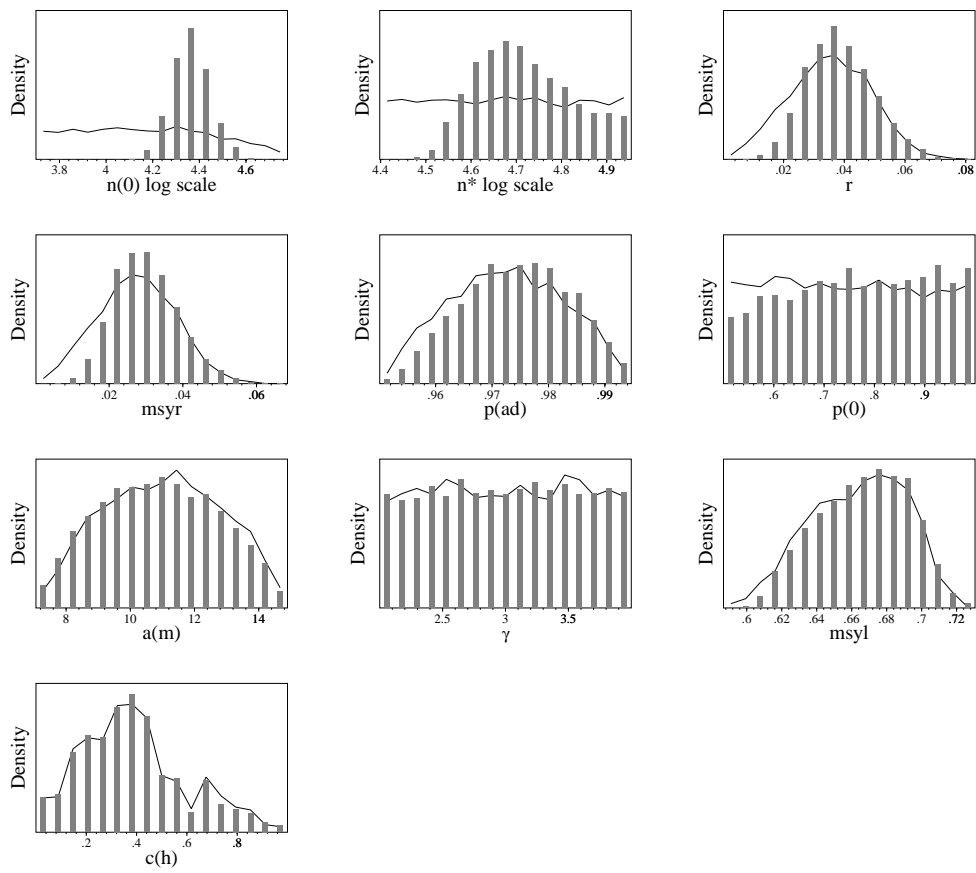 Density
3.8 4 4.2 4.4 4.6
n(0) log scale
Density
4.4 4.5 4.6 4.7 4.8 4.9
n* log scale
Density
.02 .04 .06 .08
r
Density
.02 .04 .06
msyr
Density
.96 .97 .98 .99
p(ad)
Density
.6 .7 .8 .9
p(0)
Density
8 10 12 14
a(m)
Density
2.5 3 3.5
γ
Density
.6 .62 .64 .66 .68 .7 .72
msyl
Density
.2 .4 .6 .8
c(h)